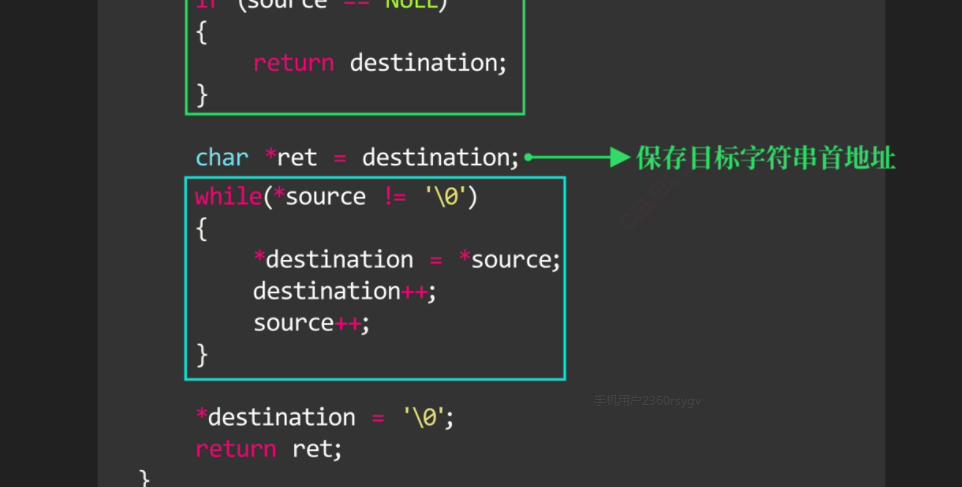 if (source == NULL)
{
return destination;
}
char *ret = destination; 保存目标字符串首地址
while(*source != '\0')
{
*destination = *source;
destination++;
source++;
}
手机用户2360rsygv
*destination = '\0';
return ret;
}